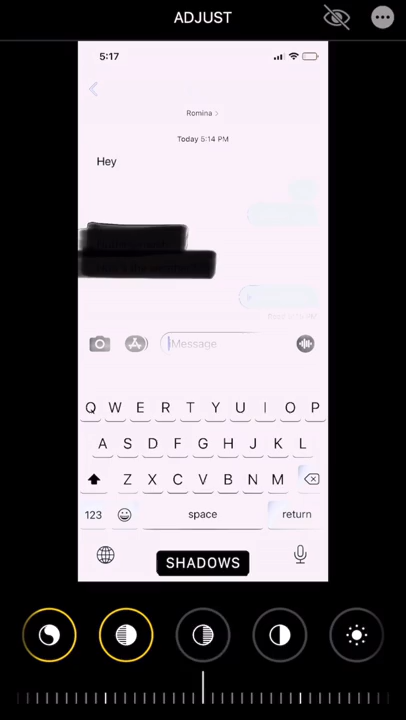 ADJUST
5:17
Romina >
Today 5:14 PM
Hey
Message
Q W E R T Y U I O P
A S D F G H J K L
Z X C V B N M
123 space return
SHADOWS